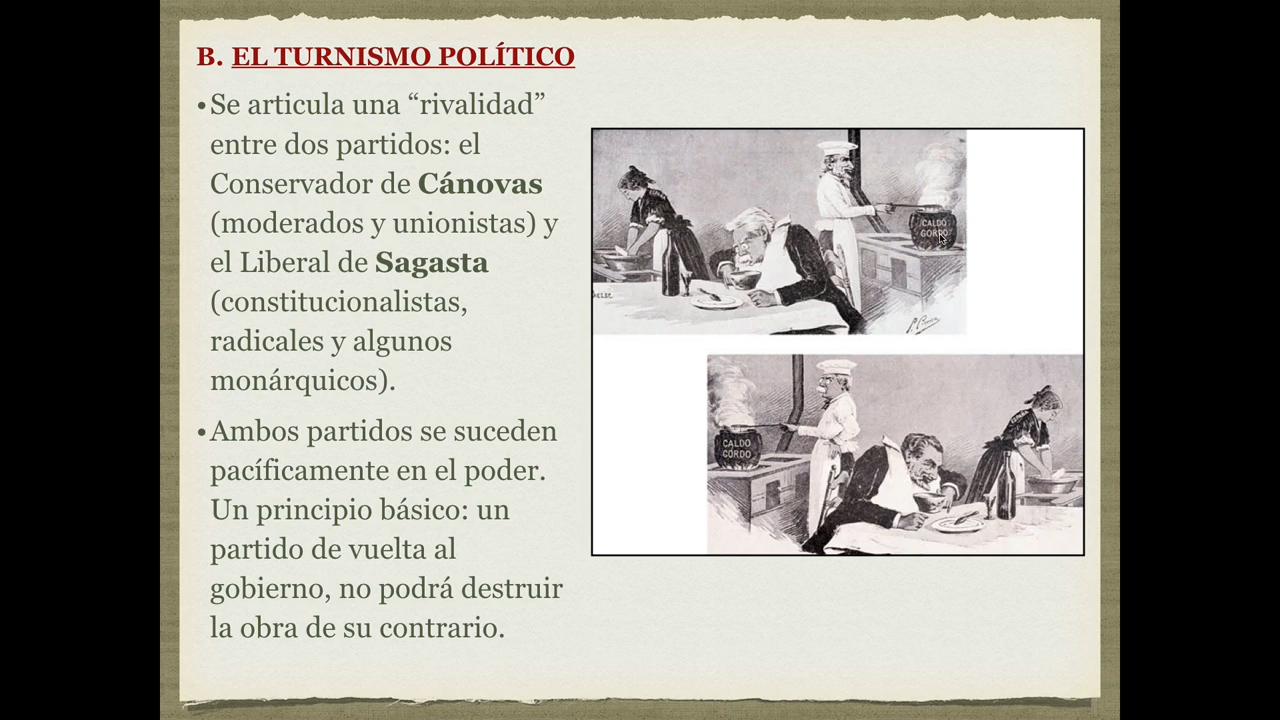 B. EL TURNISMO POLÍTICO
•Se articula una “rivalidad”
entre dos partidos: el
Conservador de Cánovas
(moderados y unionistas) y
el Liberal de Sagasta
(constitucionalistas,
radicales y algunos
monárquicos).
•Ambos partidos se suceden
pacíficamente en el poder.
Un principio básico: un
partido de vuelta al
gobierno, no podrá destruir
la obra de su contrario.
CALDO
GORDO
CALDO
GORDO